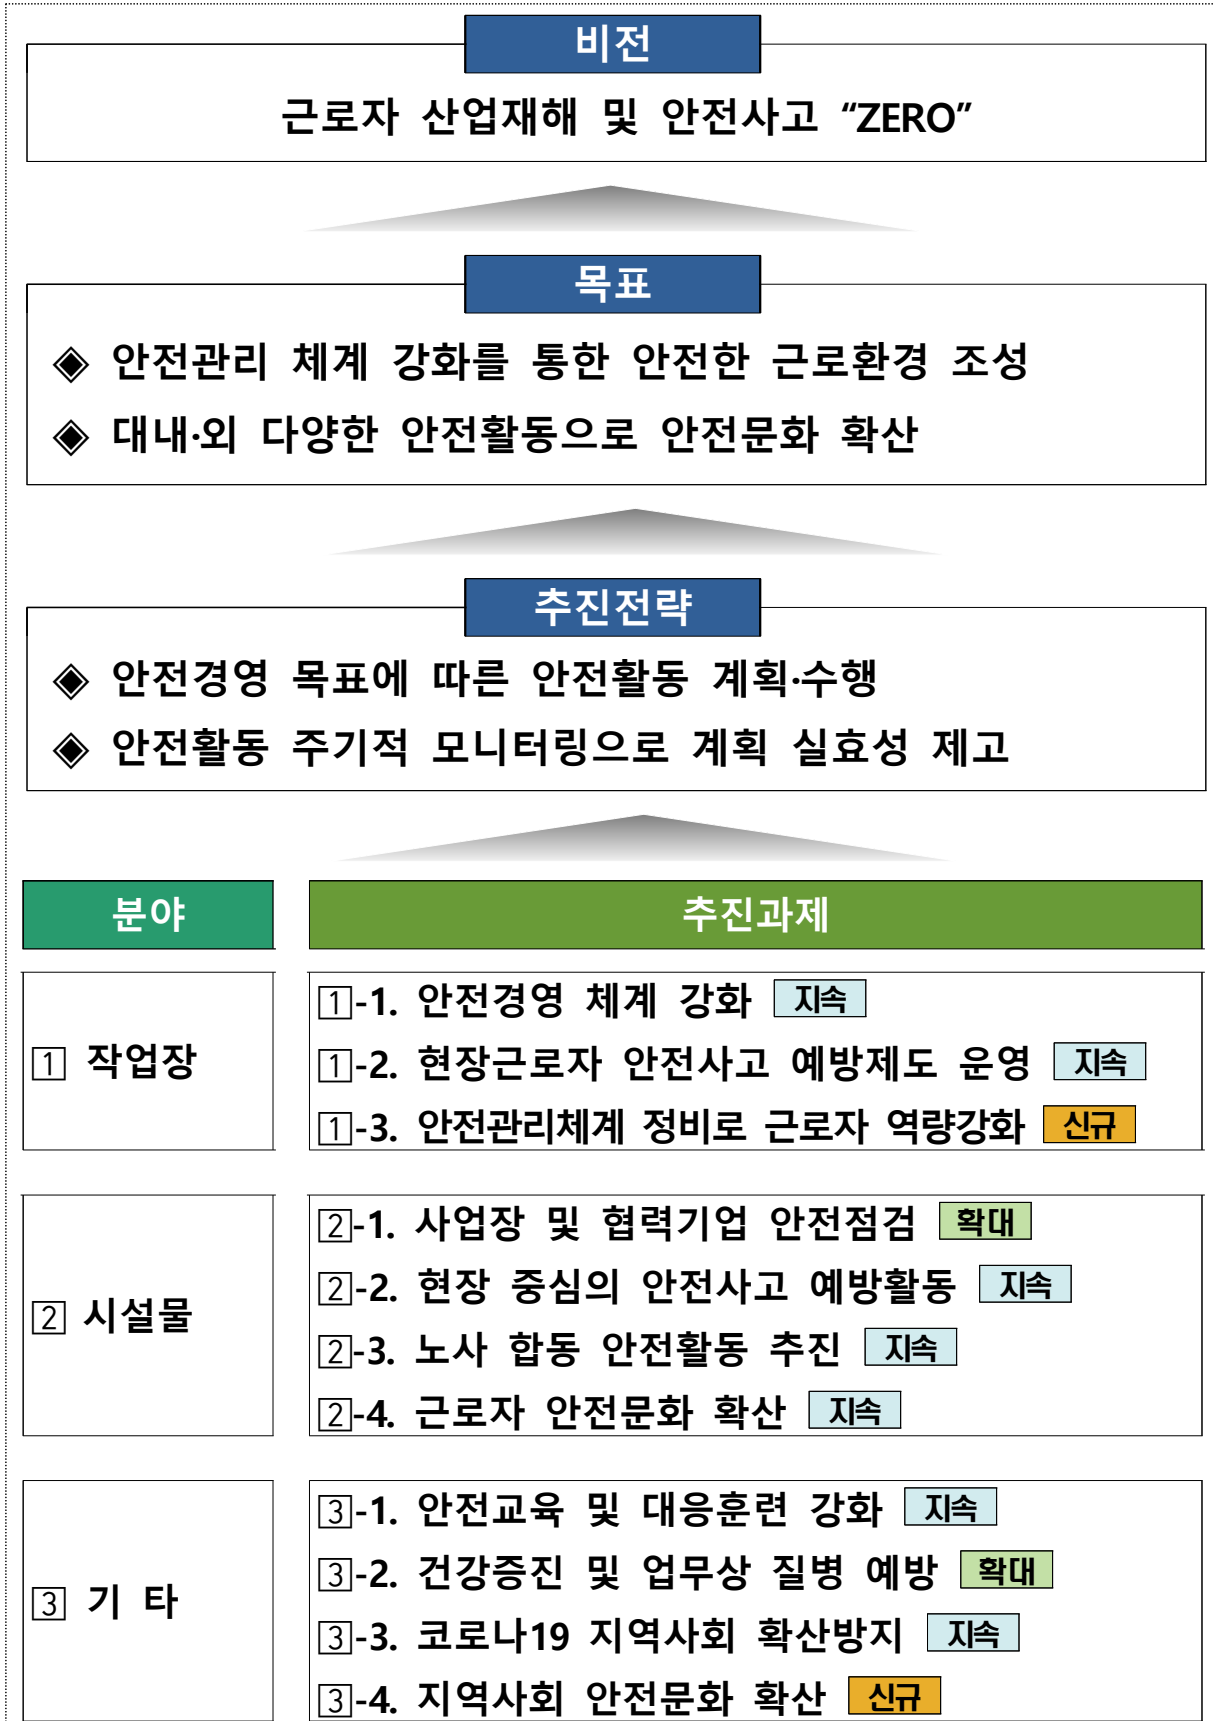 비전
근로자 산업재해 및 안전사고 “ZERO”
목표
◈ 안전관리 체계 강화를 통한 안전한 근로환경 조성
◈ 대내·외 다양한 안전활동으로 안전문화 확산
추진전략
◈ 안전경영 목표에 따른 안전활동 계획·수행
◈ 안전활동 주기적 모니터링으로 계획 실효성 제고
분야
추진과제
1 작업장
1-1. 안전경영 체계 강화 지속
1-2. 현장근로자 안전사고 예방제도 운영 지속
1-3. 안전관리체계 정비로 근로자 역량강화 신규
2 시설물
2-1. 사업장 및 협력기업 안전점검 확대
2-2. 현장 중심의 안전사고 예방활동 지속
2-3. 노사 합동 안전활동 추진 지속
2-4. 근로자 안전문화 확산 지속
3 기 타
3-1. 안전교육 및 대응훈련 강화 지속
3-2. 건강증진 및 업무상 질병 예방 확대
3-3. 코로나19 지역사회 확산방지 지속
3-4. 지역사회 안전문화 확산 신규